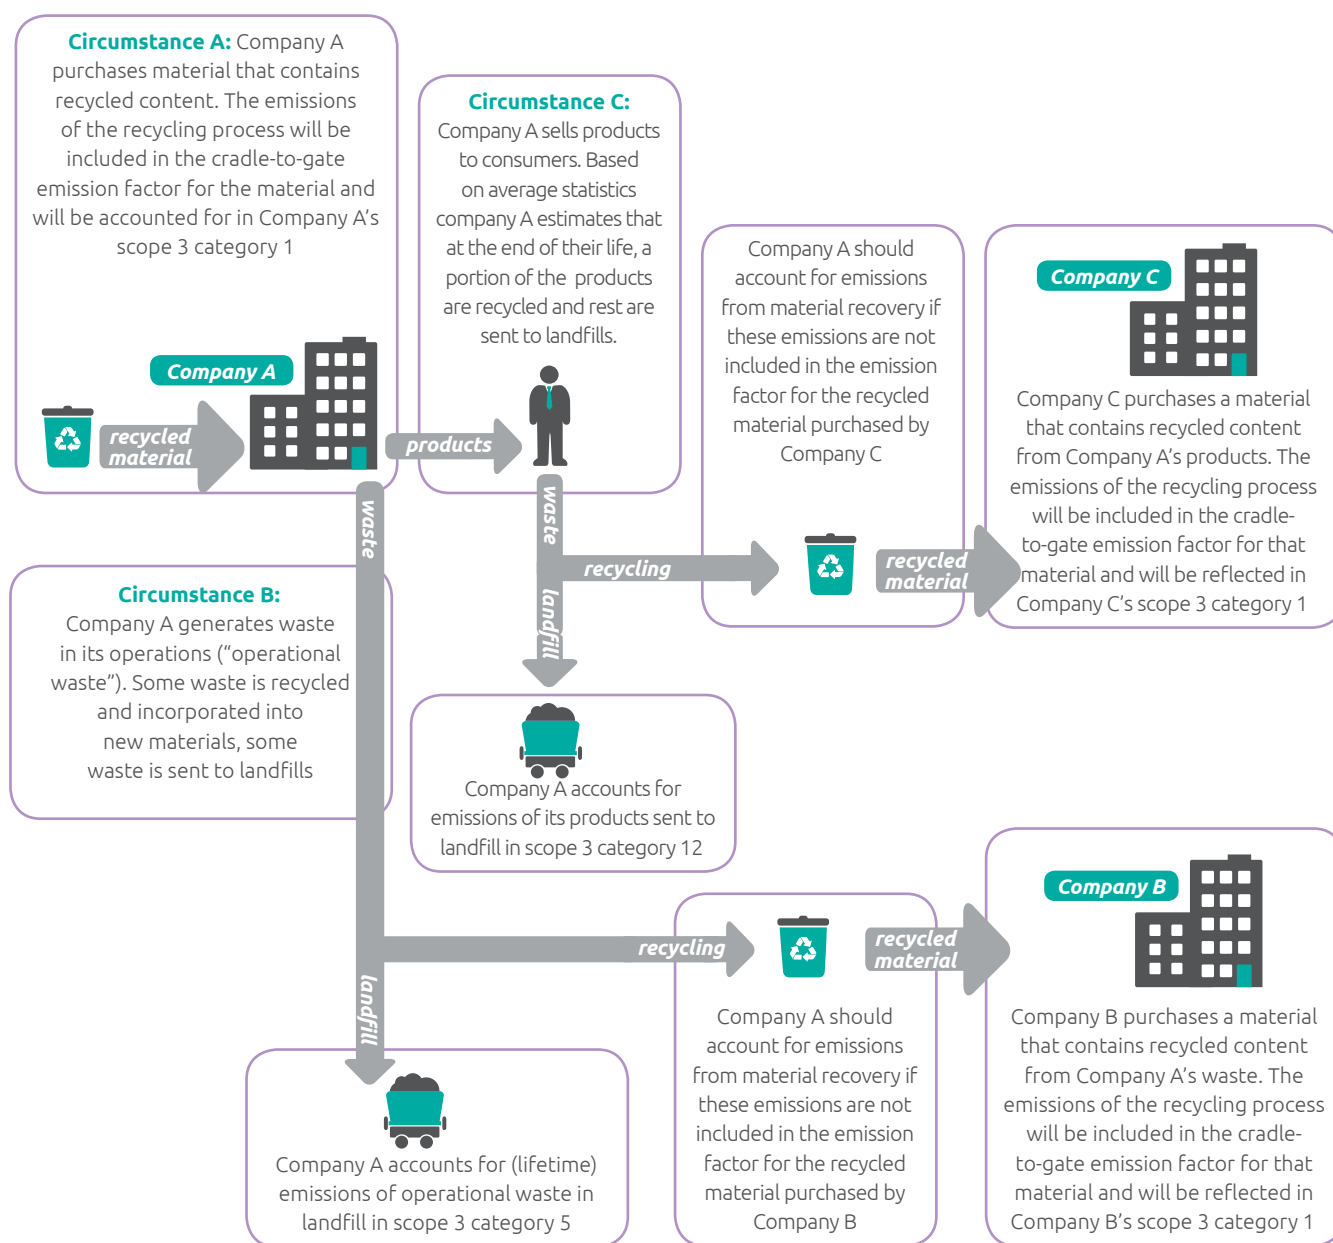 Circumstance A: Company A
purchases material that contains
recycled content. The emissions
of the recycling process will be
included in the cradle-to-gate
emission factor for the material and
will be accounted for in Company A’s
scope 3 category 1
Company A
recycled
material
products
Circumstance C:
Company A sells products
to consumers. Based
on average statistics
company A estimates that
at the end of their life, a
portion of the products
are recycled and rest are
sent to landfills.
waste
recycling
landfill
Company A should
account for emissions
from material recovery if
these emissions are not
included in the emission
factor for the recycled
material purchased by
Company C
recycled
material
Company C
Company C purchases a material
that contains recycled content
from Company A’s products. The
emissions of the recycling process
will be included in the cradle-
to-gate emission factor for that
material and will be reflected in
Company C’s scope 3 category 1
Company A accounts for
emissions of its products sent to
landfill in scope 3 category 12
waste
Circumstance B:
Company A generates waste
in its operations (“operational
waste”). Some waste is recycled
and incorporated into
new materials, some
waste is sent to landfills
recycling
landfill
Company A accounts for (lifetime)
emissions of operational waste in
landfill in scope 3 category 5
Company A should
account for emissions
from material recovery if
these emissions are not
included in the emission
factor for the recycled
material purchased by
Company B
recycled
material
Company B
Company B purchases a material
that contains recycled content
from Company A’s waste. The
emissions of the recycling process
will be included in the cradle-
to-gate emission factor for that
material and will be reflected in
Company B’s scope 3 category 1